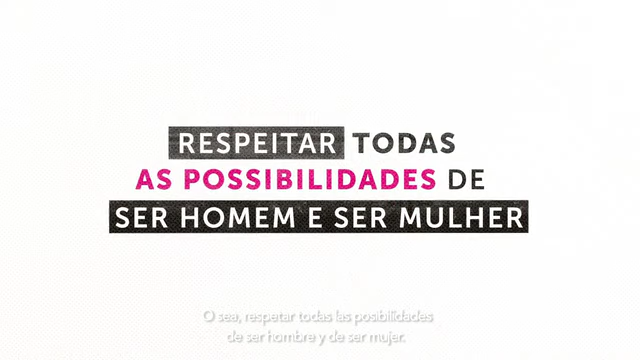 RESPEITAR TODAS
AS POSSIBILIDADES DE
SER HOMEM E SER MULHER
O sea, respetar todas las posibilidades
de ser hombre y de ser mujer.